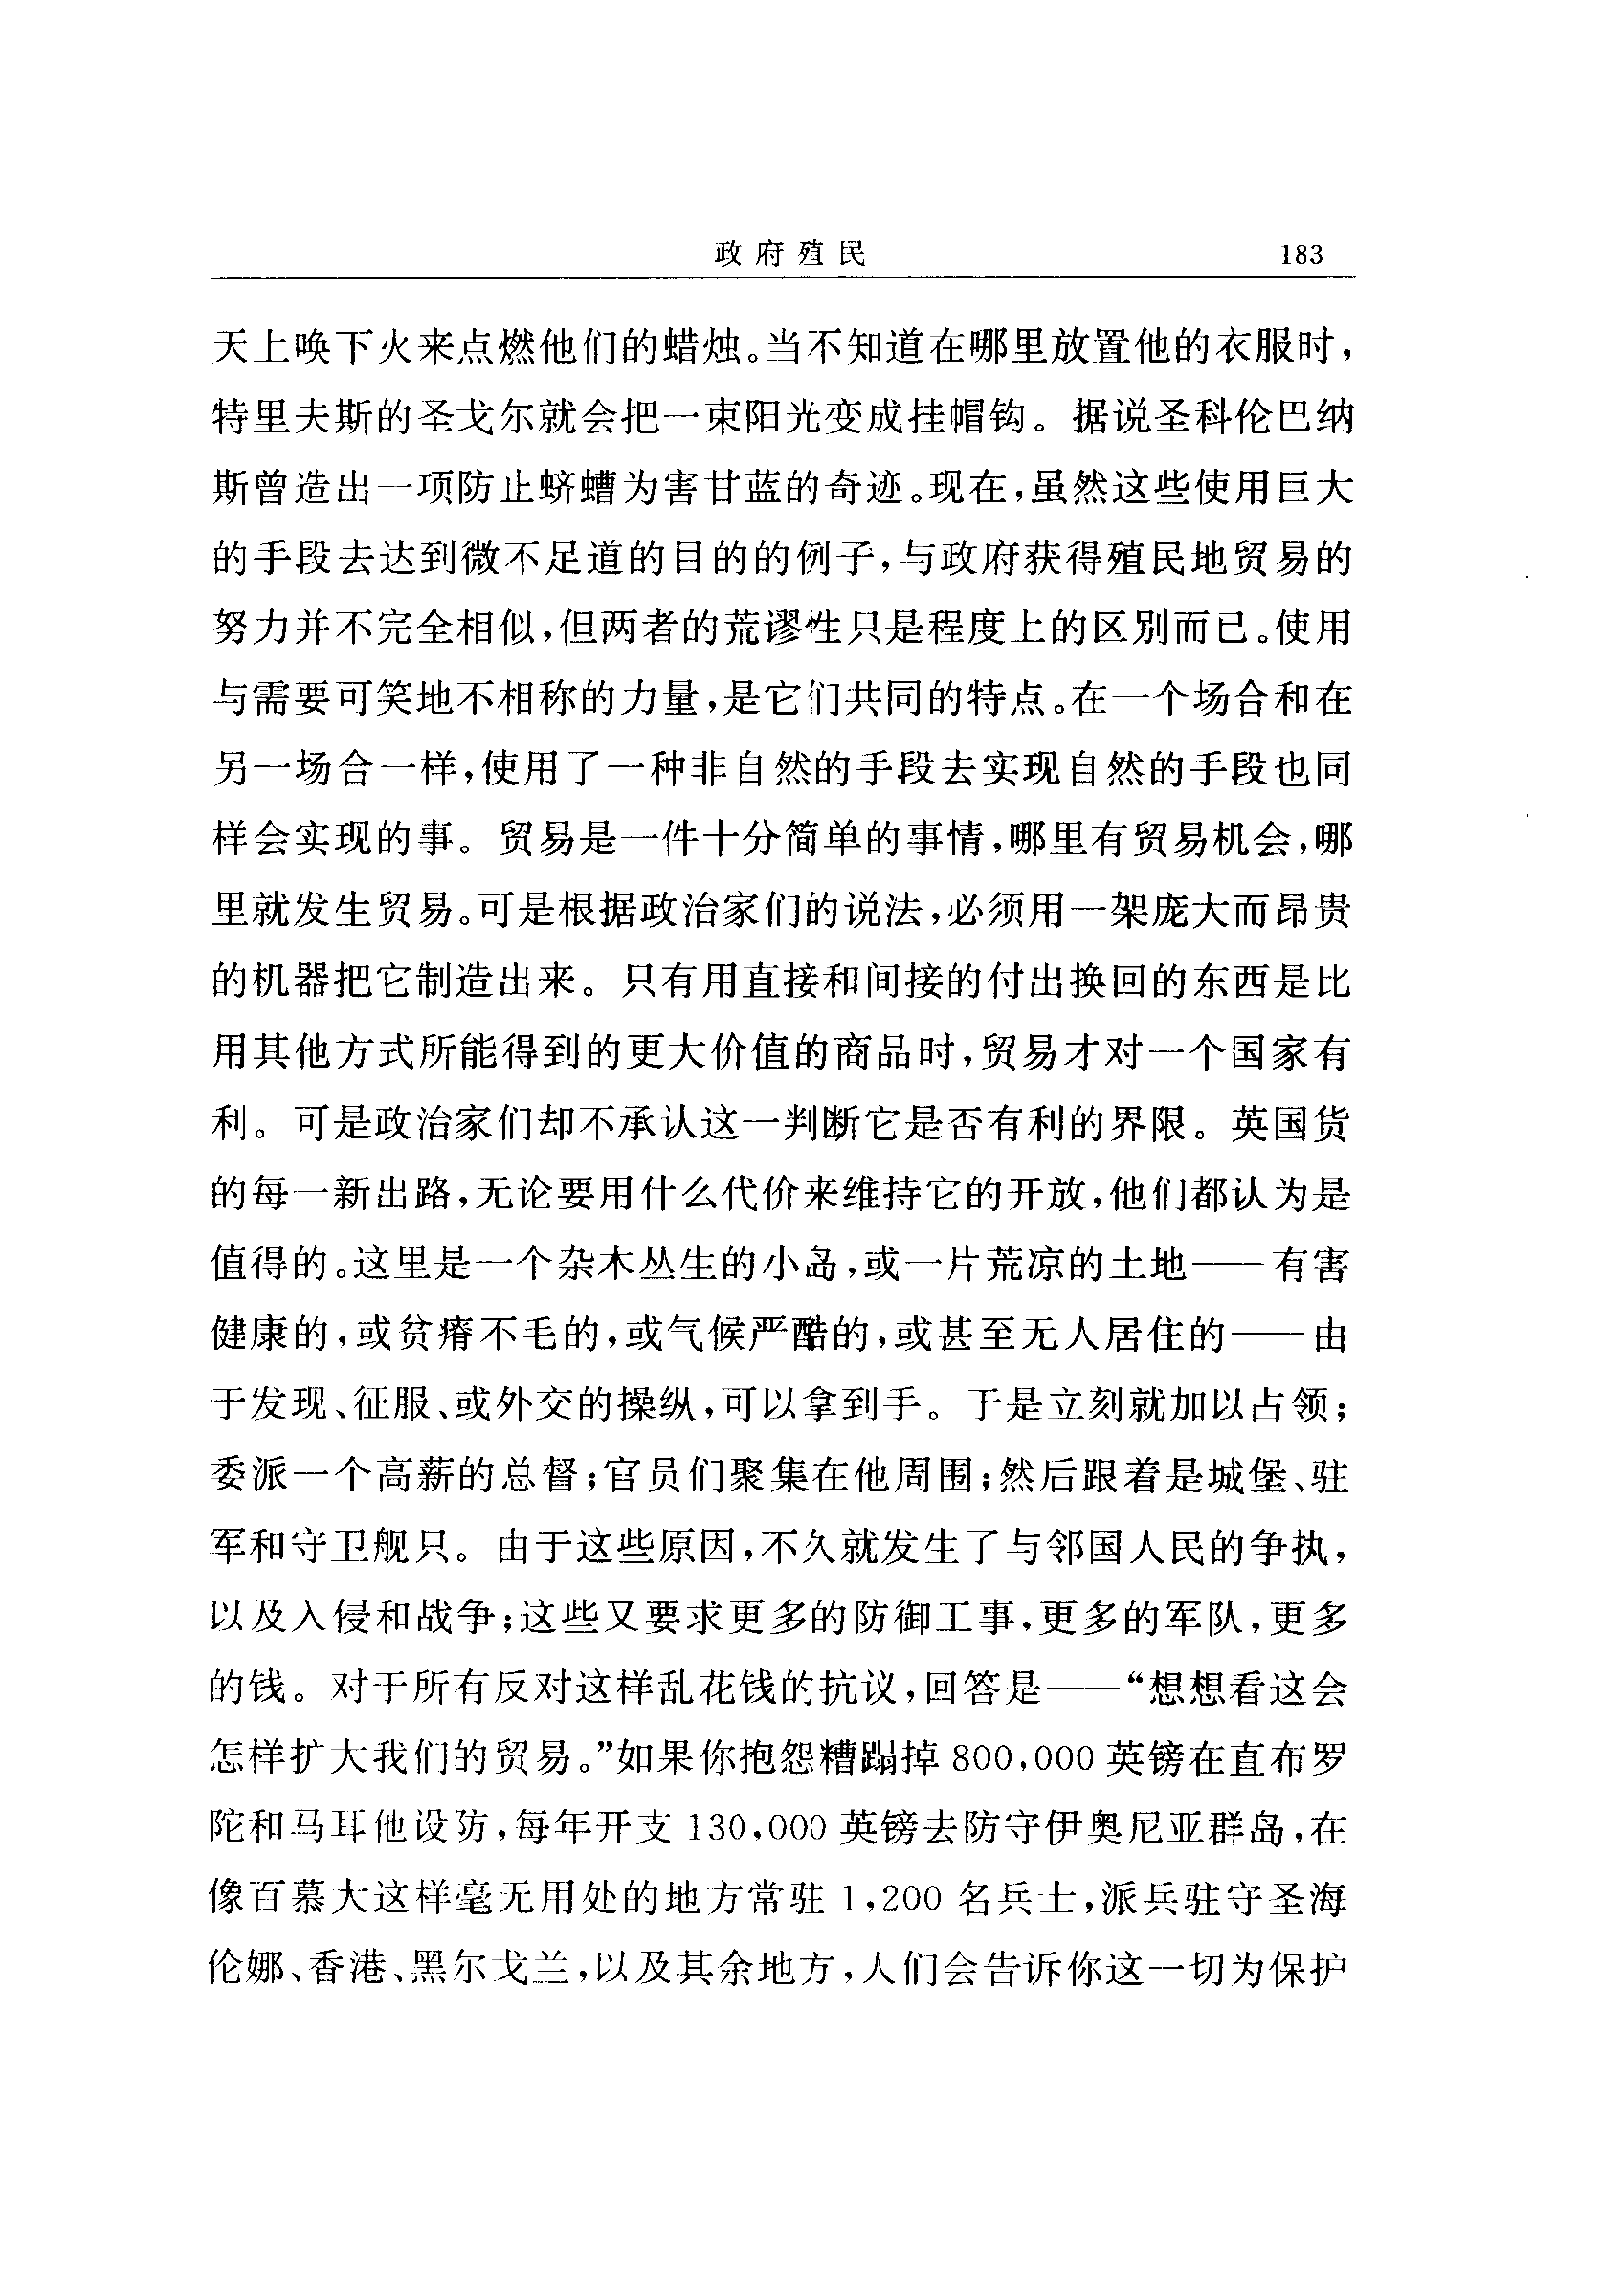 政府殖民 183
天上唤下火来点燃他们的蜡烛。当不知道在哪里放置他的衣服时，
特里夫斯的圣戈尔就会把一束阳光变成挂帽钩。据说圣科伦巴纳
斯曾造出一项防止蛴螬为害甘蓝的奇迹。现在，虽然这些使用巨大
的手段去达到微不足道的目的的例子，与政府获得殖民地贸易的
努力并不完全相似，但两者的荒谬性只是程度上的区别而已。使用
与需要可笑地不相称的力量，是它们共同的特点。在一个场合和在
另一场合一样，使用了一种非自然的手段去实现自然的手段也同
样会实现的事。贸易是一件十分简单的事情，哪里有贸易机会，哪
里就发生贸易。可是根据政治家们的说法，必须用一架庞大而昂贵
的机器把它制造出来。只有用直接和间接的付出换回的东西是比
用其他方式所能得到的更大价值的商品时，贸易才对一个国家有
利。可是政治家们却不承认这一判断它是否有利的界限。英国货
的每一新出路，无论要用什么代价来维持它的开放，他们都认为是
值得的。这里是一个杂木丛生的小岛，或一片荒凉的土地——有害
健康的，或贫瘠不毛的，或气候严酷的，或甚至无人居住的——由
于发现、征服、或外交的操纵，可以拿到手。于是立刻就加以占领；
委派一个高薪的总督；官员们聚集在他周围；然后跟着是城堡、驻
军和守卫舰只。由于这些原因，不久就发生了与邻国人民的争执，
以及入侵和战争；这些又要求更多的防御工事，更多的军队，更多
的钱。对于所有反对这样乱花钱的抗议，回答是——“想想看这会
怎样扩大我们的贸易。”如果你抱怨糟蹋掉 800,000 英镑在直布罗
陀和马耳他设防，每年开支 130,000 英镑去防守伊奥尼亚群岛，在
像百慕大这样毫无用处的地方常驻 1,200 名兵士，派兵驻守圣海
伦娜、香港、黑尔戈兰，以及其余地方，人们会告诉你这一切为保护